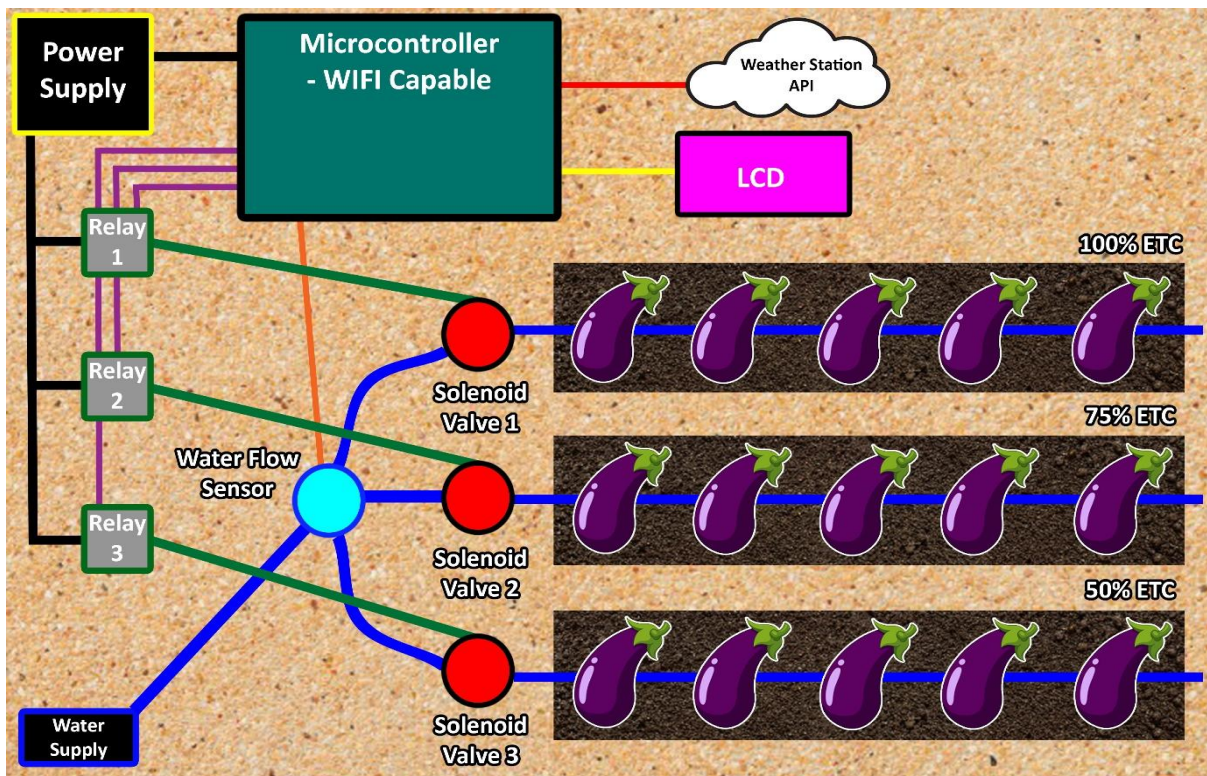 Power
Supply
Microcontroller
- WIFI Capable
Weather Station
API
LCD
Relay
1
100% ETC
Solenoid
Valve 1
Relay
2
75% ETC
Water Flow
Sensor
Solenoid
Valve 2
Relay
3
50% ETC
Solenoid
Valve 3
Water
Supply